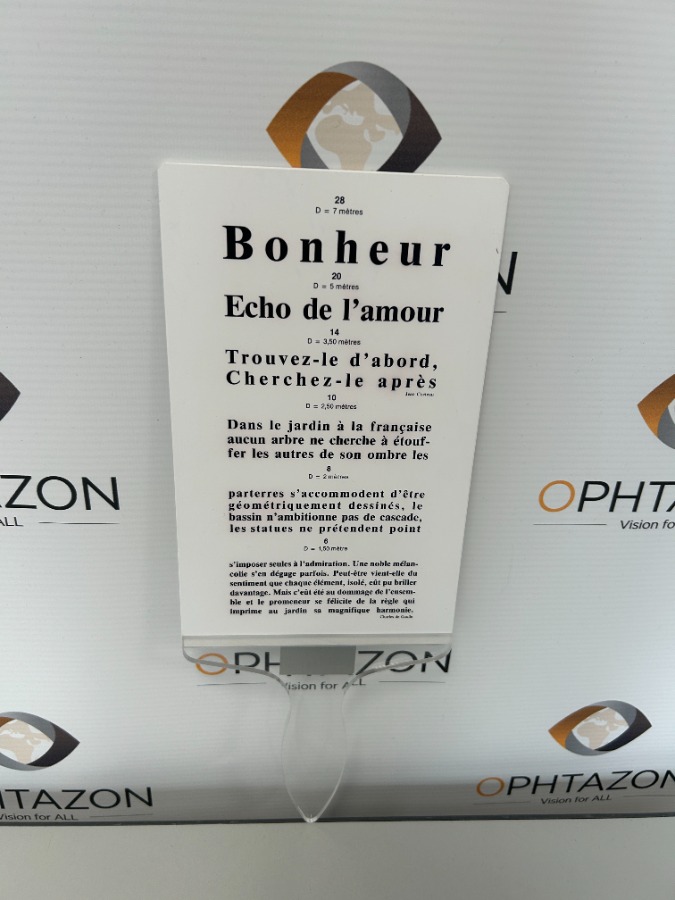 28
D = 7 mètres
Bonheur
20
D = 5 mètres
Echo de l'amour
14
D = 3,50 mètres
Trouvez-le d'abord,
Cherchez-le après
10
D = 2,50 mètres
Dans le jardin à la française
aucun arbre ne cherche à étouf-
fer les autres de son ombre les
8
D = 2 mètres
parterres s'accommodent d'être
géométriquement dessinés, le
bassin n'ambitionne pas de cascade,
les statues ne prétendent point
6
D = 1,50 mètre
s'imposer seules à l'admiration. Une noble mélan-
colie s'en dégage parfois. Peut-être vient-elle du
sentiment que chaque élément, isolé, eût pu briller
davantage. Mais c'eût été au dommage de l'ensem-
ble et le promeneur se félicite de la règle qui
imprime au jardin sa magnifique harmonie.
Charles de Gaulle
N
AZON
ALL
OPHTAZ
Vision fo
OPH ZON
Vision for ALL
HTAZON
Vision for ALL
OPHTAZON
Vision for ALL